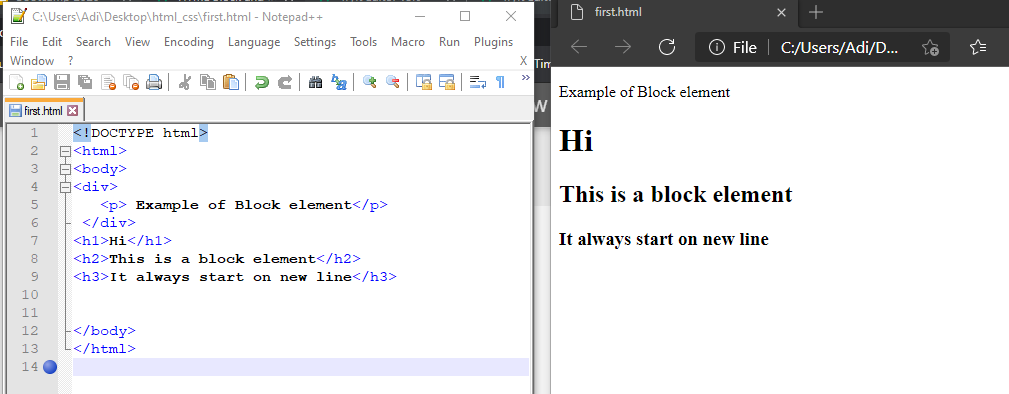 C:\Users\Adi\Desktop\html_css\first.html - Notepad++
File Edit Search View Encoding Language Settings Tools Macro Run Plugins
Window ? X
first.html
1 <!DOCTYPE html>
2 <html>
3 <body>
4 <div>
5 <p> Example of Block element</p>
6 </div>
7 <h1>Hi</h1>
8 <h2>This is a block element</h2>
9 <h3>It always start on new line</h3>
10
11
12 </body>
13 </html>
14
Tim
W
first.html
File C:/Users/Adi/D...
Example of Block element
Hi
This is a block element
It always start on new line